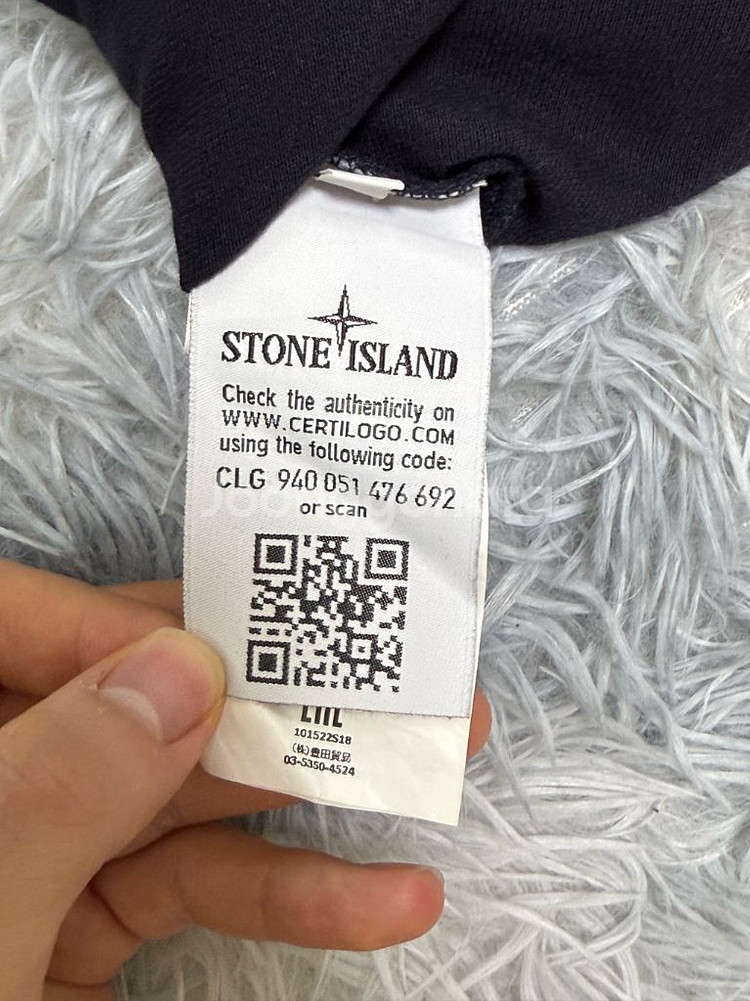 STONE ISLAND
Check the authenticity on
WWW.CERTILOGO.COM
using the following code:
CLG 940 051 476 692
or scan
101522S18
(株)豊田貿易
03-5350-4524